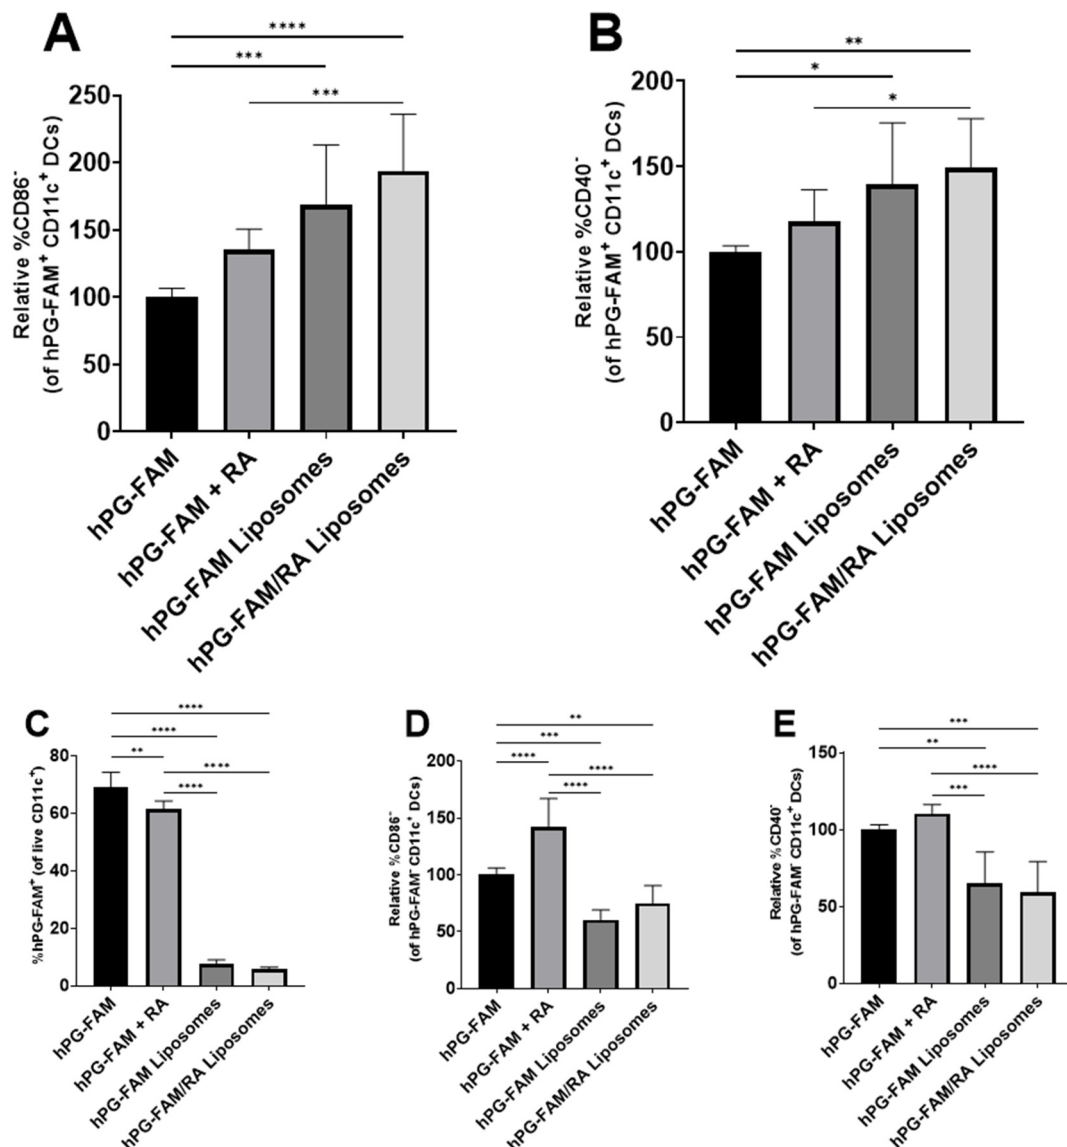 A
****
***
***
Relative %CD86⁻
(of hPG-FAM⁺ CD11c⁺ DCs)
250
200
150
100
50
0
hPG-FAM
hPG-FAM + RA
hPG-FAM Liposomes
hPG-FAM/RA Liposomes
B
**
*
*
Relative %CD40⁻
(of hPG-FAM⁺ CD11c⁺ DCs)
200
150
100
50
0
hPG-FAM
hPG-FAM + RA
hPG-FAM Liposomes
hPG-FAM/RA Liposomes
C
****
****
**
****
****
%hPG-FAM⁺ (of live CD11c⁺)
80
60
40
20
0
hPG-FAM
hPG-FAM + RA
hPG-FAM Liposomes
hPG-FAM/RA Liposomes
D
**
***
****
****
****
Relative %CD86⁻
(of hPG-FAM⁻ CD11c⁺ DCs)
200
150
100
50
0
hPG-FAM
hPG-FAM + RA
hPG-FAM Liposomes
hPG-FAM/RA Liposomes
E
***
**
****
***
Relative %CD40⁻
(of hPG-FAM⁻ CD11c⁺ DCs)
150
100
50
0
hPG-FAM
hPG-FAM + RA
hPG-FAM Liposomes
hPG-FAM/RA Liposomes